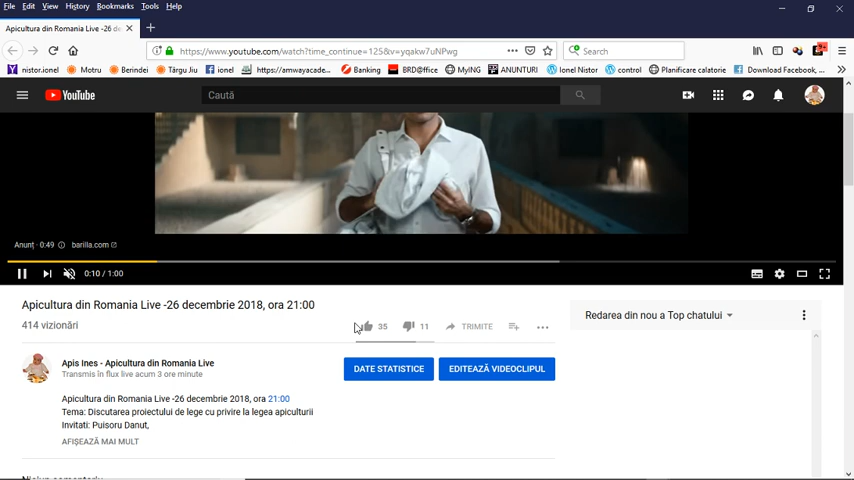 File Edit View History Bookmarks Tools Help
Apicultura din Romania Live -26 de
https://www.youtube.com/watch?time_continue=125&v=yqakw7uNPwg
Search
nistor.ionel Motru Berindei Târgu Jiu ionel https://amwayacade... Banking BRD@ffice MyING ANUNTURI Ionel Nistor control Planificare calatorie Download Facebook, ...
YouTube
Caută
Anunț · 0:49 barilla.com
0:10 / 1:00
Apicultura din Romania Live -26 decembrie 2018, ora 21:00
Redarea din nou a Top chatului
414 vizionări
35 11 TRIMITE
Apis Ines - Apicultura din Romania Live
Transmis în flux live acum 3 ore minute
DATE STATISTICE EDITEAZĂ VIDEOCLIPUL
Apicultura din Romania Live -26 decembrie 2018, ora 21:00
Tema: Discutarea proiectului de lege cu privire la legea apiculturii
Invitati: Puisoru Danut,
AFIȘEAZĂ MAI MULT